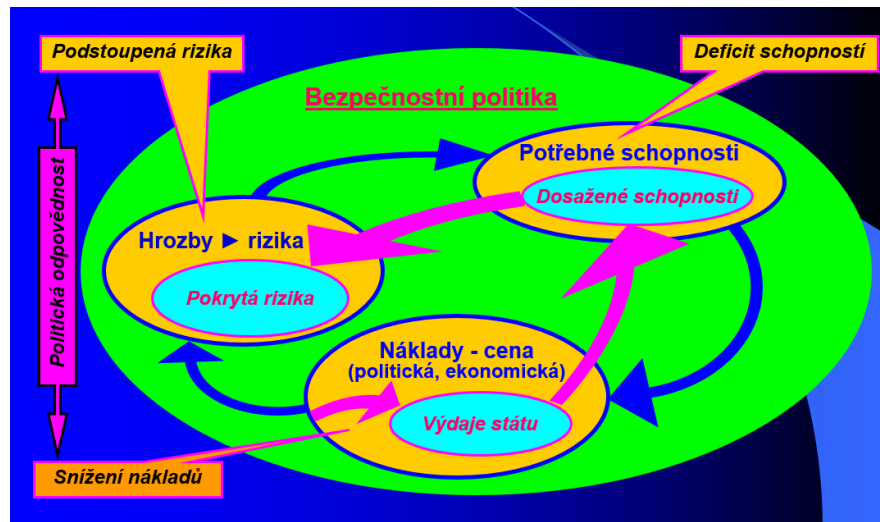 Podstoupená rizika
Deficit schopností
Bezpečnostní politika
Potřebné schopnosti
Dosažené schopnosti
Politická odpovědnost
Hrozby ► rizika
Pokrytá rizika
Náklady - cena
(politická, ekonomická)
Výdaje státu
Snížení nákladů